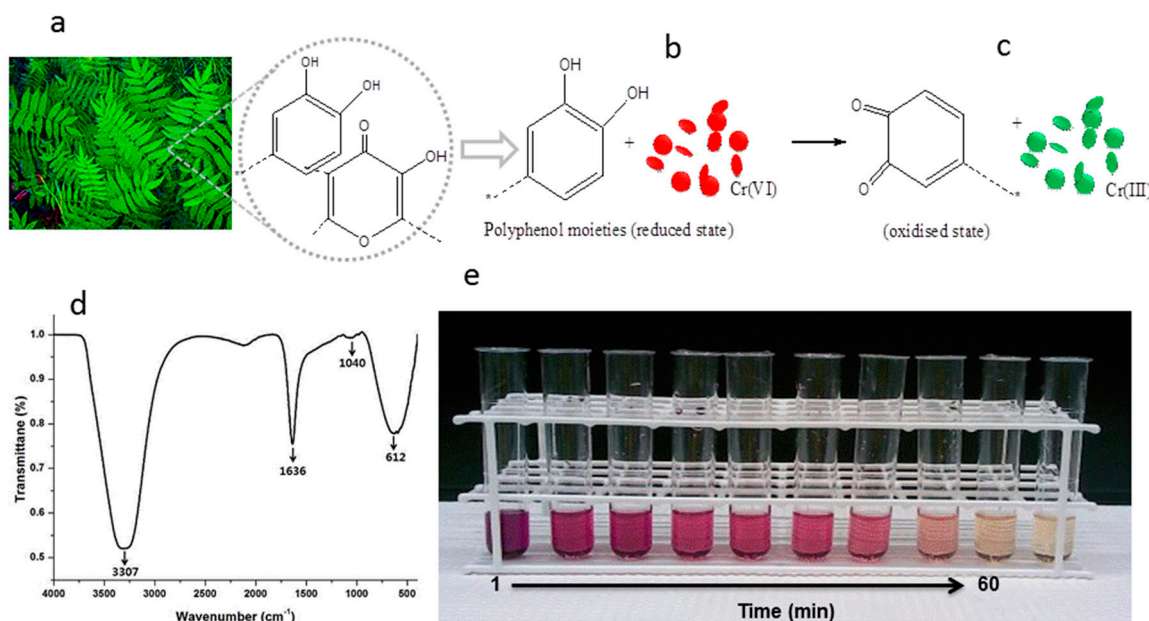 a
b
c
OH
OH
O
OH
O
*
OH
OH
*
+
Cr(VI)
O
O
*
+
Cr(III)
Polyphenol moieties (reduced state)
(oxidised state)
d
e
Transmittane (%)
1.0
0.9
0.8
0.7
0.6
0.5
3307
1636
1040
612
4000 3500 3000 2500 2000 1500 1000 500
Wavenumber (cm⁻¹)
1 60
Time (min)